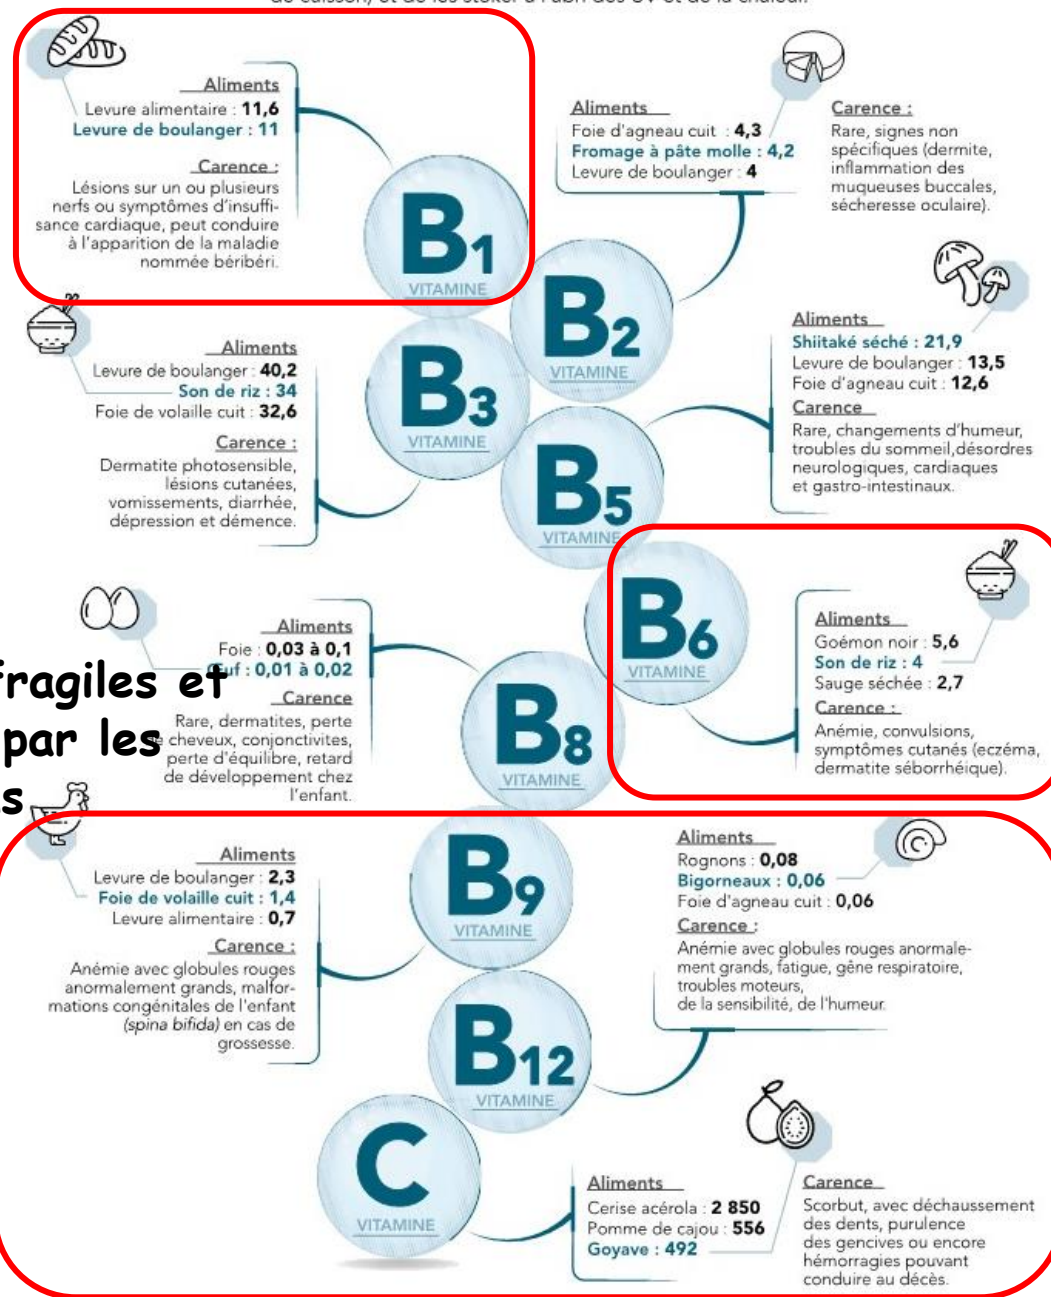 Aliments
Levure alimentaire : 11,6
Levure de boulanger : 11
Carence :
Lésions sur un ou plusieurs
nerfs ou symptômes d'insuffi-
sance cardiaque, peut conduire
à l'apparition de la maladie
nommée béribéri.
B1
VITAMINE
Aliments
Foie d'agneau cuit : 4,3
Fromage à pâte molle : 4,2
Levure de boulanger : 4
Carence :
Rare, signes non
spécifiques (dermite,
inflammation des
muqueuses buccales,
sécheresse oculaire).
B2
VITAMINE
Aliments
Levure de boulanger : 40,2
Son de riz : 34
Foie de volaille cuit : 32,6
Carence :
Dermatite photosensible,
lésions cutanées,
vomissements, diarrhée,
dépression et démence.
B3
VITAMINE
Aliments
Shiitaké séché : 21,9
Levure de boulanger : 13,5
Foie d'agneau cuit : 12,6
Carence
Rare, changements d'humeur,
troubles du sommeil,désordres
neurologiques, cardiaques
et gastro-intestinaux.
B5
VITAMINE
Aliments
Goémon noir : 5,6
Son de riz : 4
Sauge séchée : 2,7
Carence :
Anémie, convulsions,
symptômes cutanés (eczéma,
dermatite séborrhéique).
B6
VITAMINE
fragiles et
par les
Aliments
Foie : 0,03 à 0,1
Œuf : 0,01 à 0,02
Carence
Rare, dermatites, perte
cheveux, conjonctivites,
perte d'équilibre, retard
de développement chez
l'enfant.
B8
VITAMINE
Aliments
Levure de boulanger : 2,3
Foie de volaille cuit : 1,4
Levure alimentaire : 0,7
Carence :
Anémie avec globules rouges
anormalement grands, malfor-
mations congénitales de l'enfant
(spina bifida) en cas de
grossesse.
B9
VITAMINE
Aliments
Rognons : 0,08
Bigorneaux : 0,06
Foie d'agneau cuit : 0,06
Carence :
Anémie avec globules rouges anormale-
ment grands, fatigue, gêne respiratoire,
troubles moteurs,
de la sensibilité, de l'humeur.
B12
VITAMINE
C
VITAMINE
Aliments
Cerise acérola : 2 850
Pomme de cajou : 556
Goyave : 492
Carence
Scorbut, avec déchaussement
des dents, purulence
des gencives ou encore
hémorragies pouvant
conduire au décès.